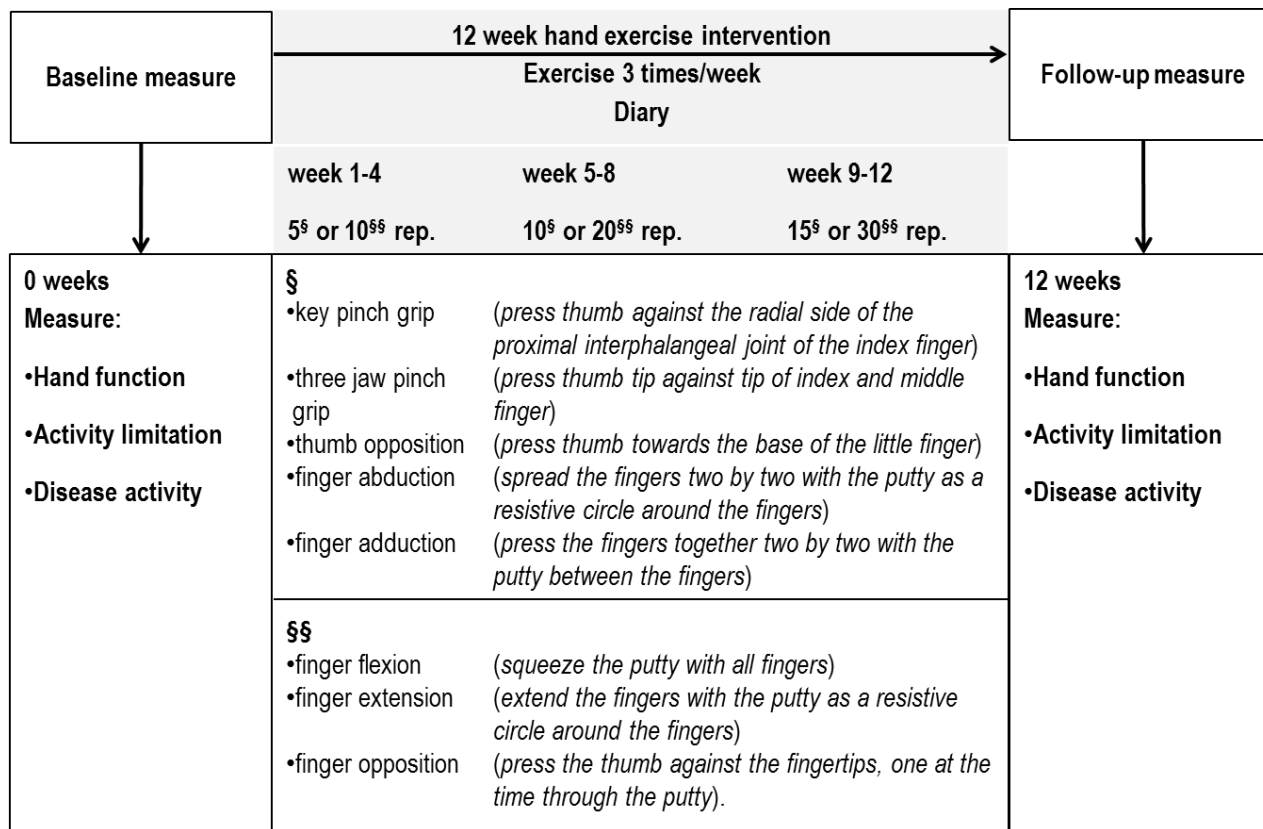 Baseline measure
12 week hand exercise intervention
Exercise 3 times/week
Diary
Follow-up measure
week 1-4
5§ or 10§§ rep.
week 5-8
10§ or 20§§ rep.
week 9-12
15§ or 30§§ rep.
0 weeks
Measure:
•Hand function
•Activity limitation
•Disease activity
§
•key pinch grip (press thumb against the radial side of the
proximal interphalangeal joint of the index finger)
•three jaw pinch (press thumb tip against tip of index and middle
grip finger)
•thumb opposition (press thumb towards the base of the little finger)
•finger abduction (spread the fingers two by two with the putty as a
resistive circle around the fingers)
•finger adduction (press the fingers together two by two with the
putty between the fingers)
§§
•finger flexion (squeeze the putty with all fingers)
•finger extension (extend the fingers with the putty as a resistive
circle around the fingers)
•finger opposition (press the thumb against the fingertips, one at the
time through the putty).
12 weeks
Measure:
•Hand function
•Activity limitation
•Disease activity